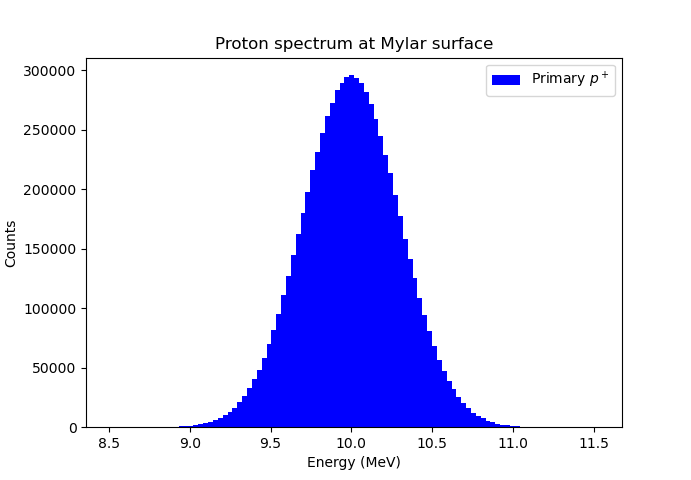 Proton spectrum at Mylar surface
Primary p⁺
300000
250000
200000
150000
100000
50000
0
Counts
8.5 9.0 9.5 10.0 10.5 11.0 11.5
Energy (MeV)